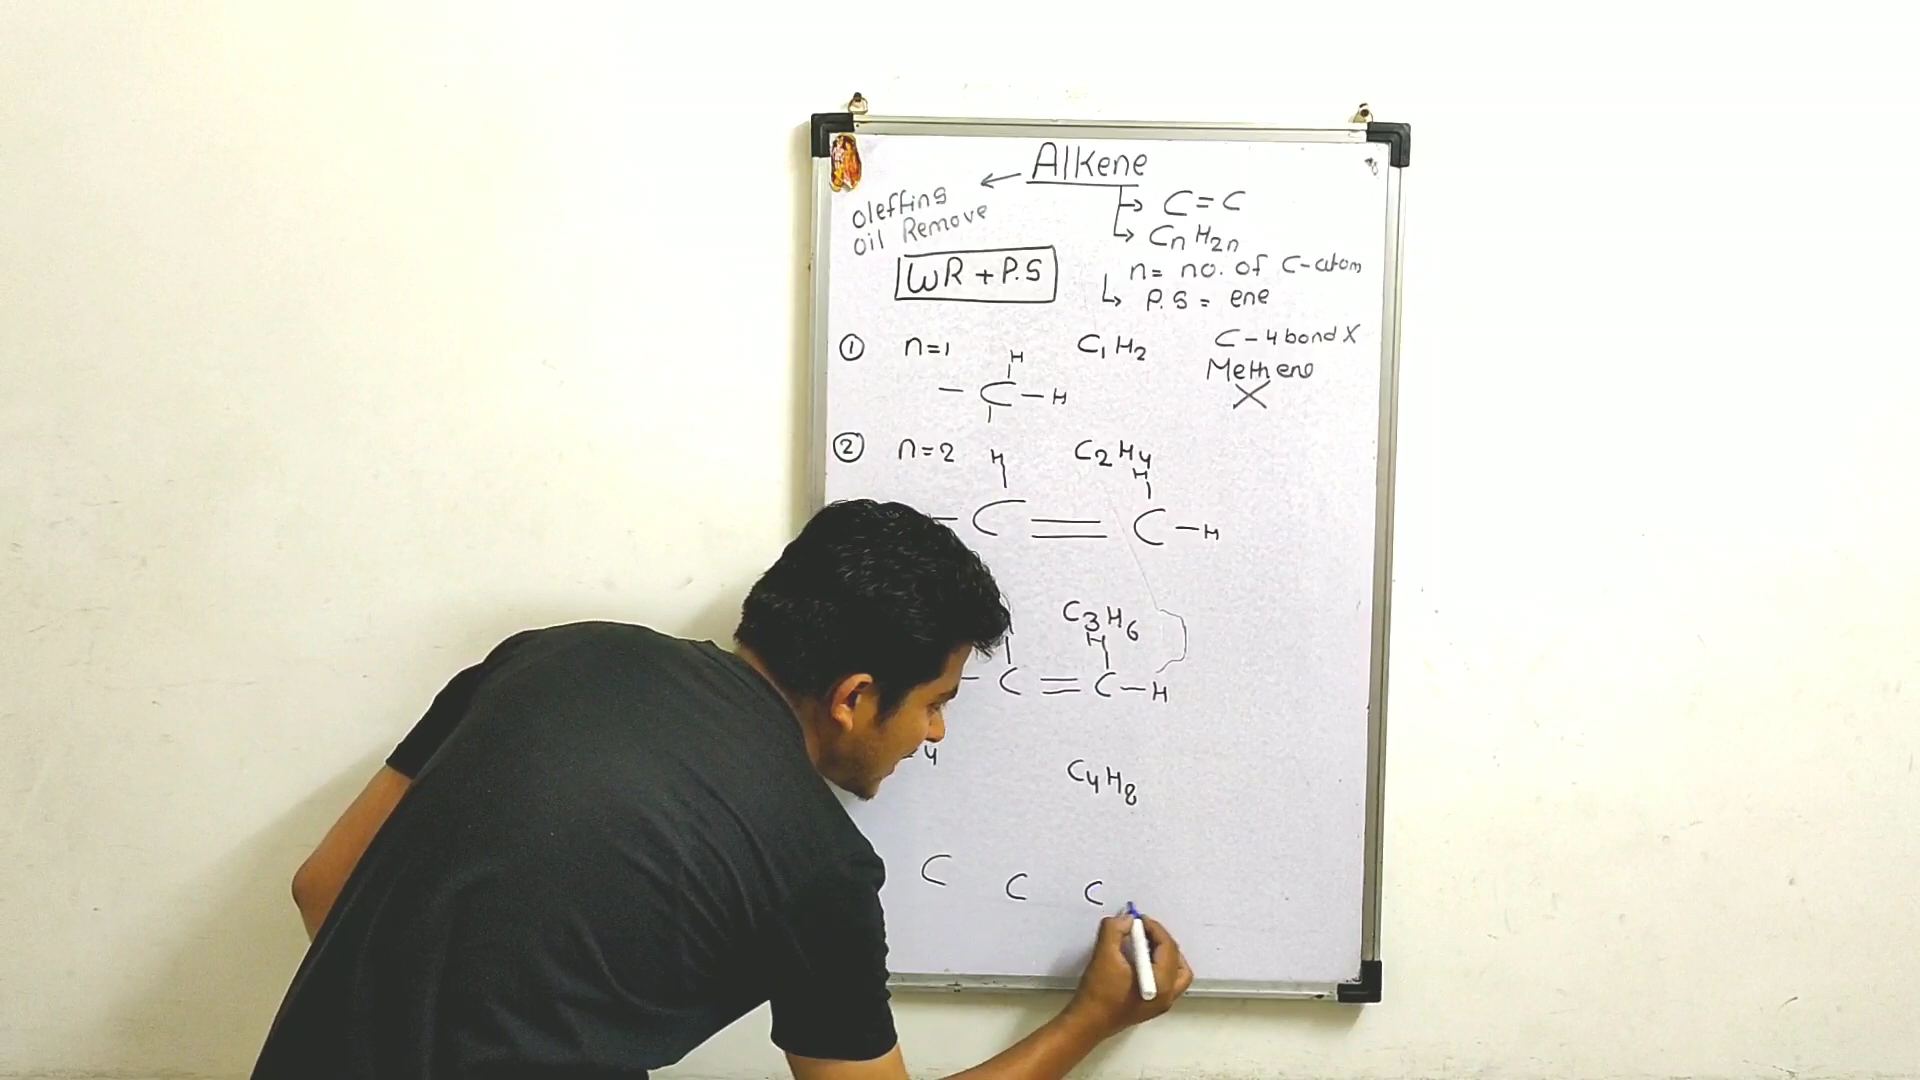 Alkene
oleffins
oil Remove
C = C
CnH2n
n = no. of C-atom
P.S = ene
WR + P.S
① n=1 C1H2 C - 4 bond X
Methene
H
- C - H
② n=2 C2H4
H H
- C = C - H
C3H6
H
- C = C - H
4 C4H8
C C C